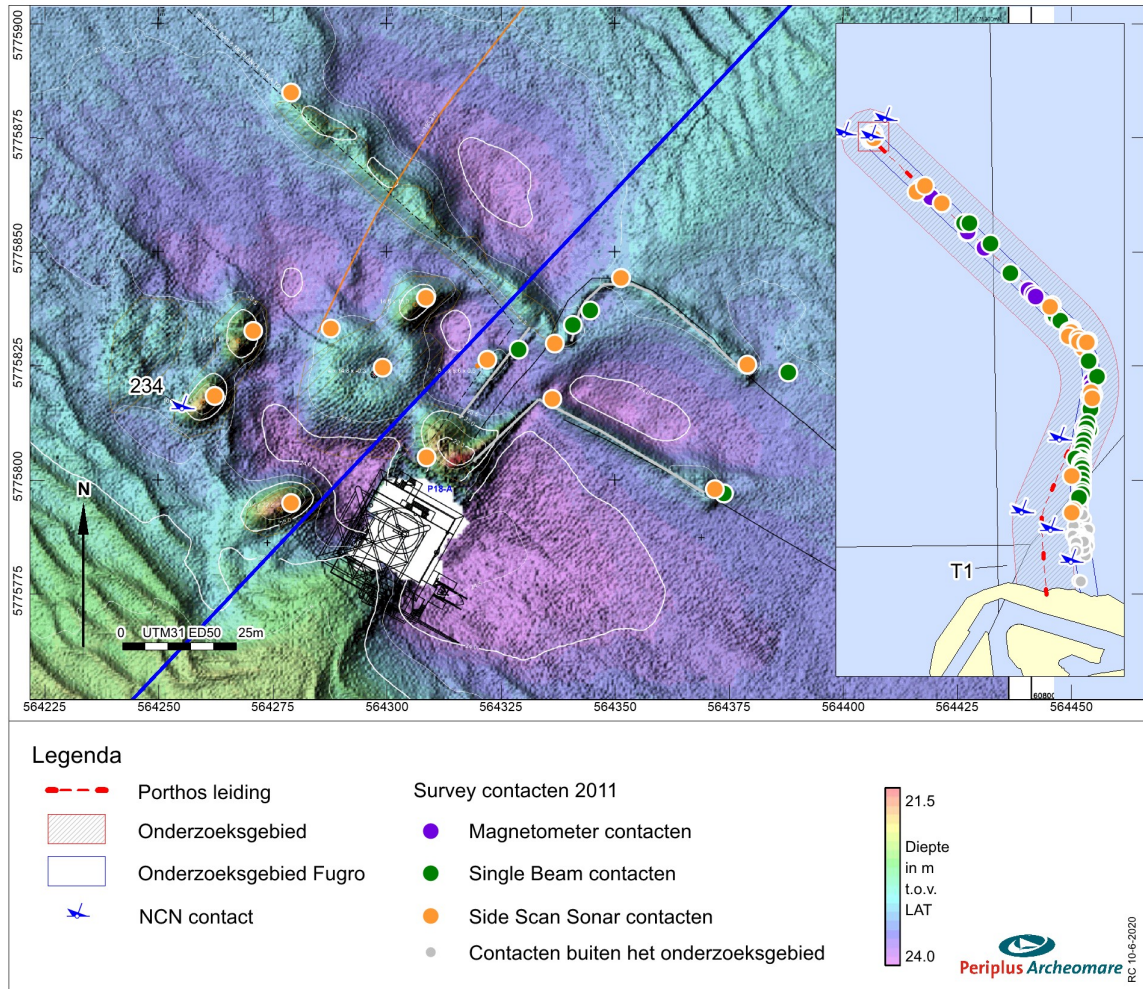 5775900
5775875
5775850
5775825
5775800
5775775
234
P18-A
N
0 UTM31 ED50 25m
T1
60800
564225 564250 564275 564300 564325 564350 564375 564400 564425 564450
Legenda
Porthos leiding
Onderzoeksgebied
Onderzoeksgebied Fugro
NCN contact
Survey contacten 2011
Magnetometer contacten
Single Beam contacten
Side Scan Sonar contacten
Contacten buiten het onderzoeksgebied
21.5
Diepte
in m
t.o.v.
LAT
24.0
Periplus Archeomare
RC 10-6-2020